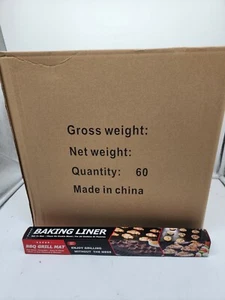 Gross weight:
Net weight:
Quantity: 60
Made in china
BAKING LINER
BBQ GRILL MAT
ENJOY GRILLING
WITHOUT THE MESS